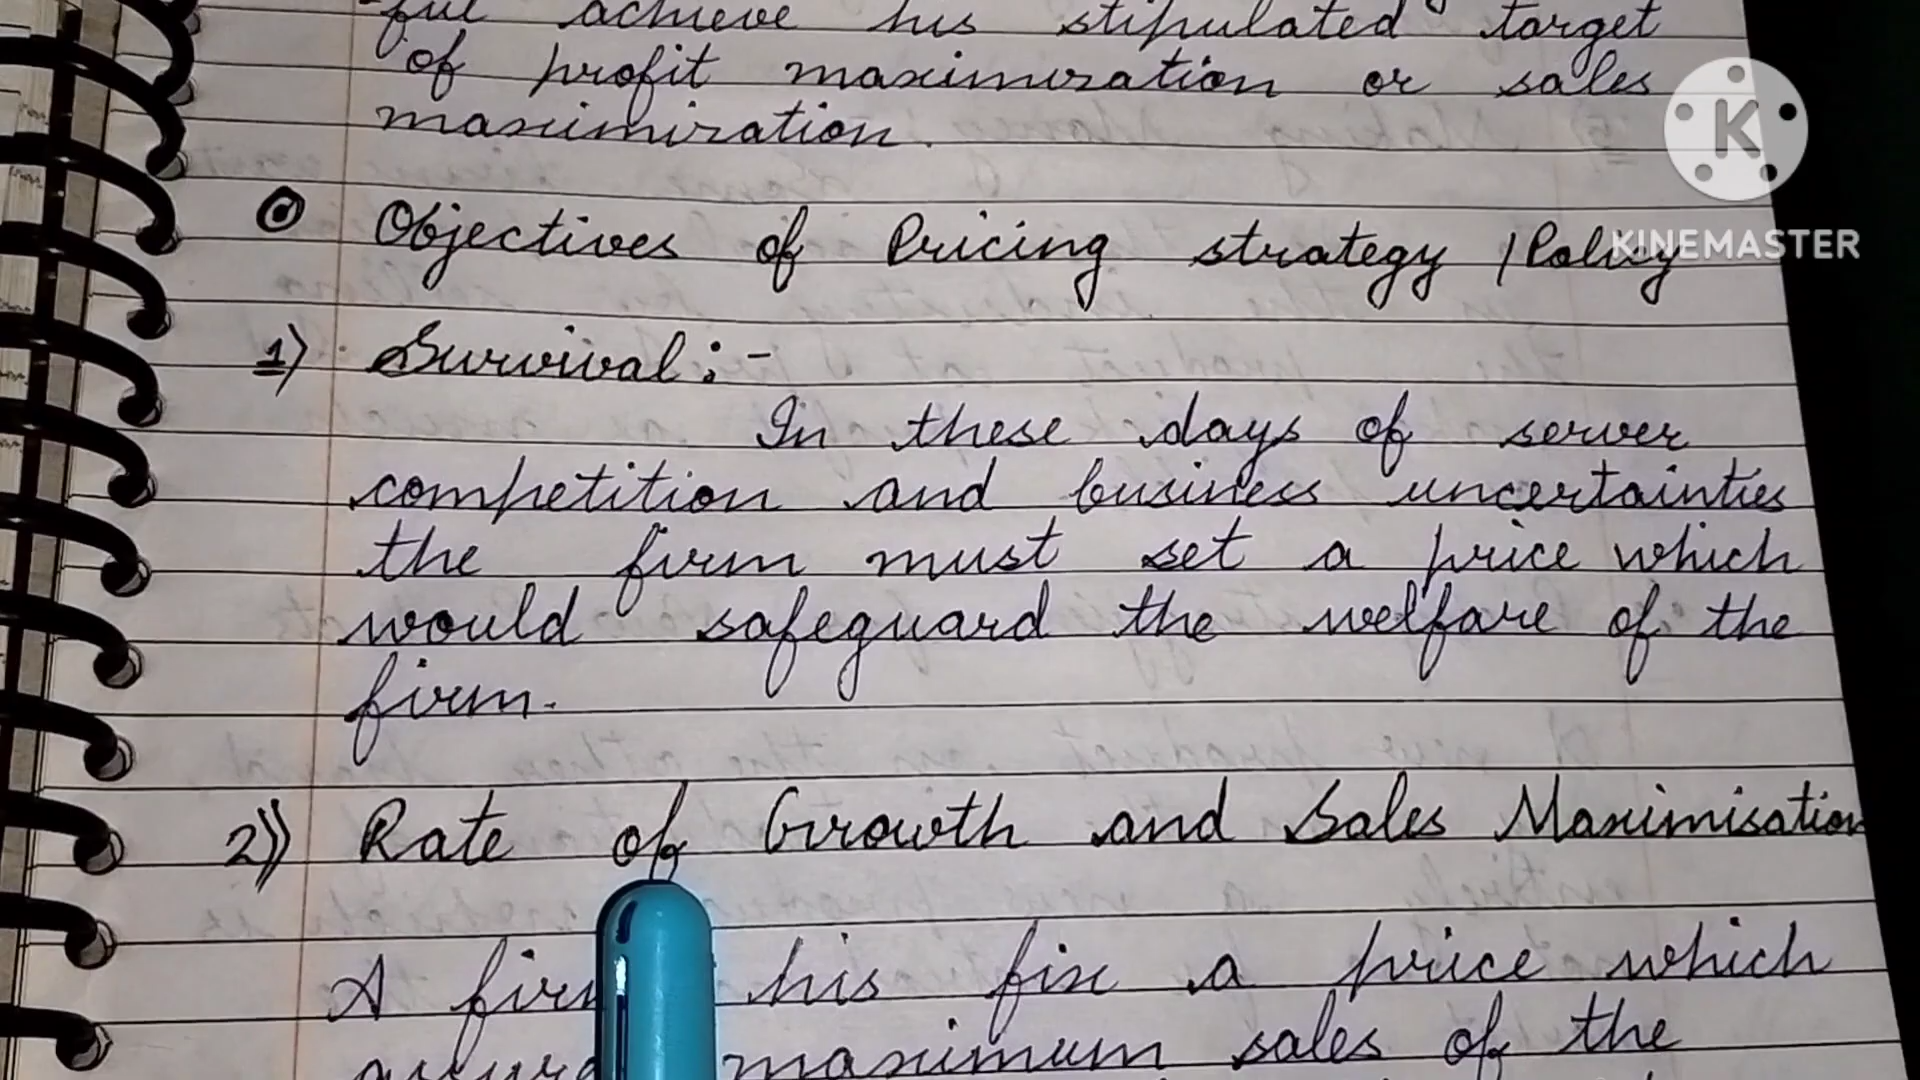 ful achieve his stipulated target
of profit maximization or sales
maximization.
Objectives of Pricing strategy / Policy
1) Survival :-
In these days of server
competition and business uncertainties
the firm must set a price which
would safeguard the welfare of the
firm.
2) Rate of Growth and Sales Maximisation
A his fix a price which
maximum sales of the
K
KINEMASTER